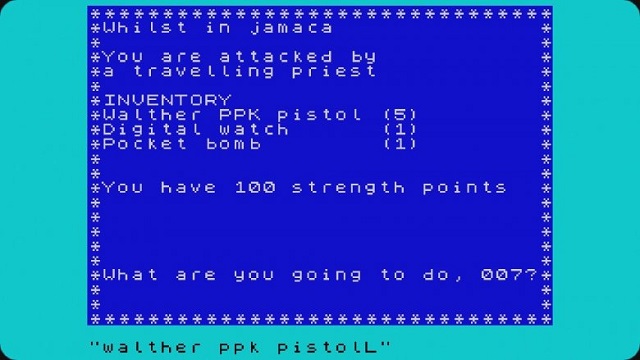 ********************************
*Whilst in jamaca *
* *
*You are attacked by *
*a travelling priest *
* *
*INVENTORY *
*Walther PPK pistol (5) *
*Digital watch (1) *
*Pocket bomb (1) *
* *
* *
*You have 100 strength points *
* *
* *
* *
* *
* *
*What are you going to do, 007?*
* *
* *
********************************
"walther ppk pistolL"